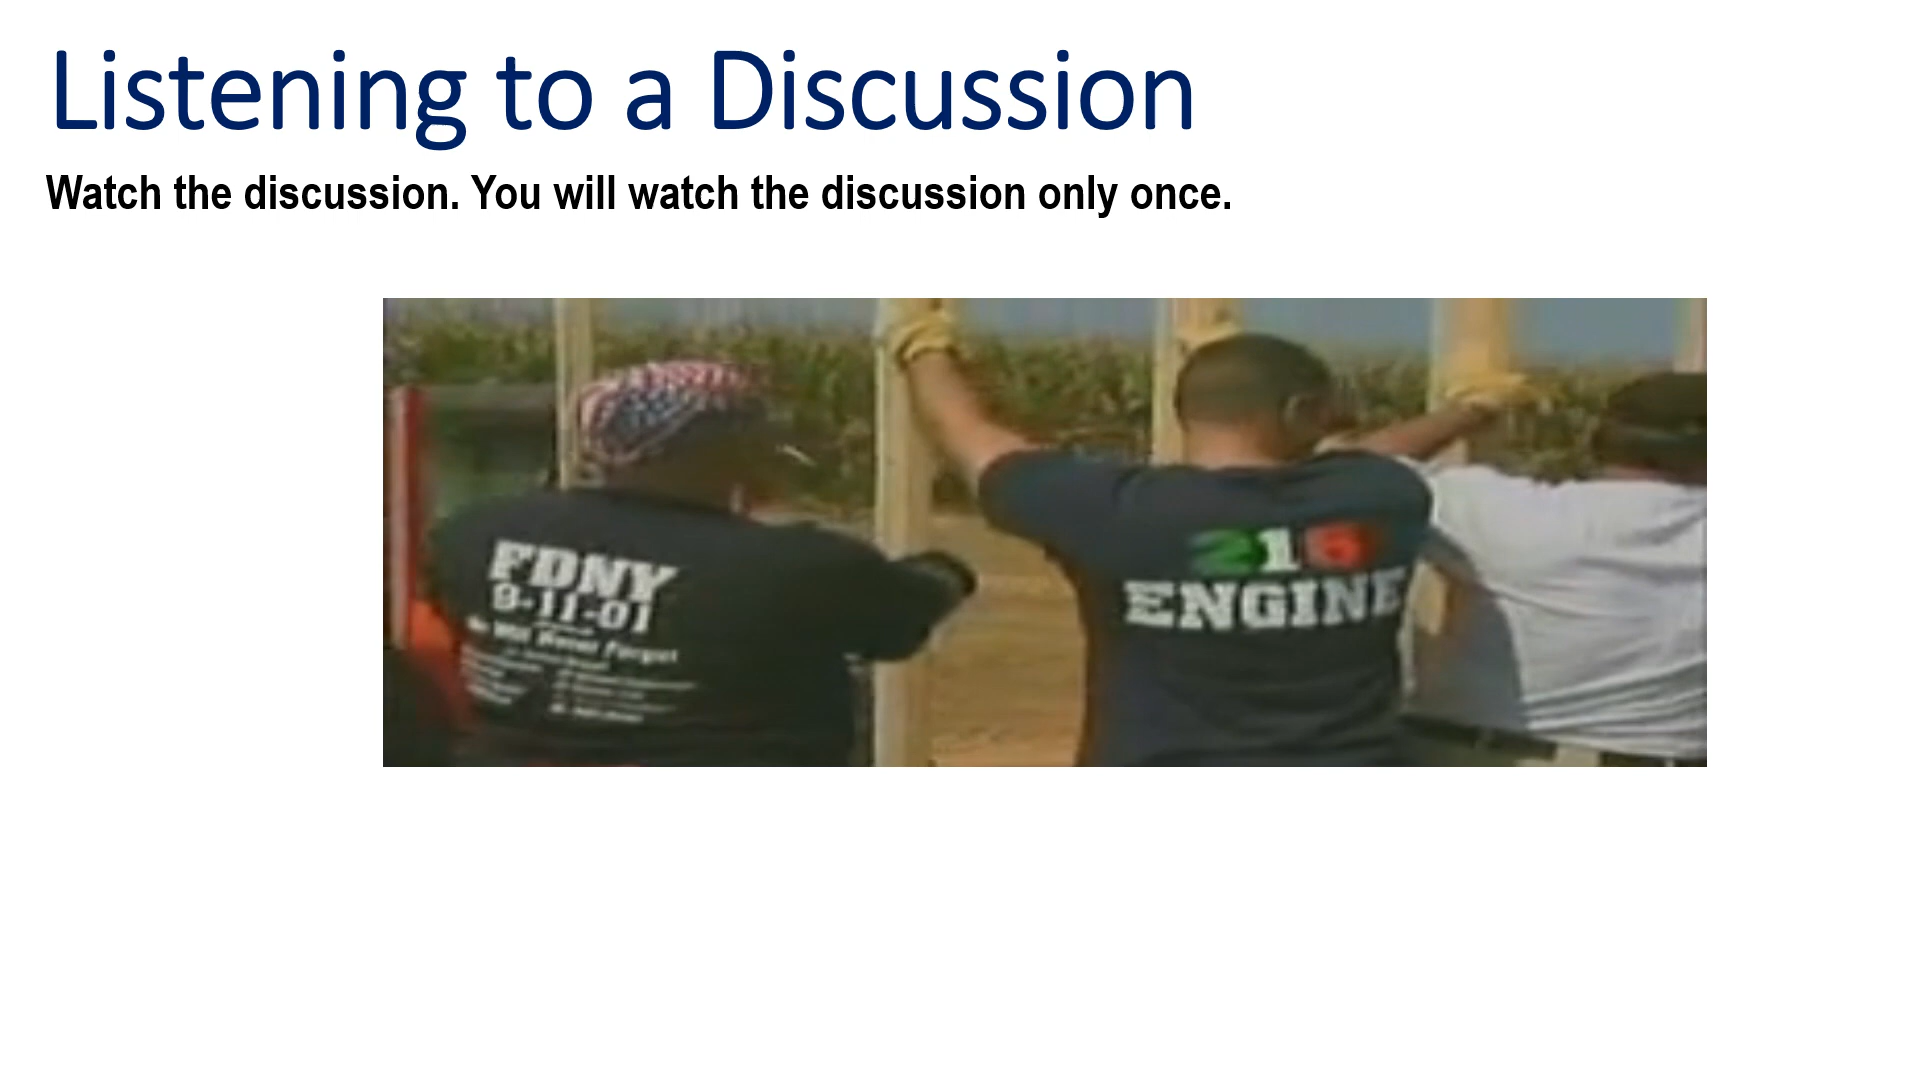 Listening to a Discussion
Watch the discussion. You will watch the discussion only once.
FDNY
9-11-01
We Will Never Forget
216
ENGINE